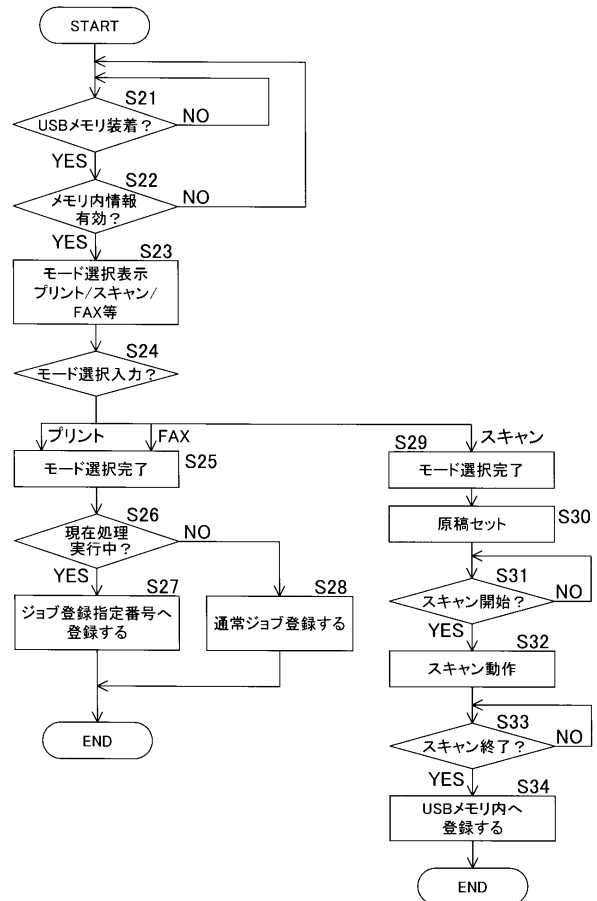 START
S21
USBメモリ装着？
NO
YES
S22
メモリ内情報
有効？
NO
YES
S23
モード選択表示
プリント/スキャン/
FAX等
S24
モード選択入力？
プリント
FAX
モード選択完了
S25
S26
現在処理
実行中？
NO
YES
S27
ジョブ登録指定番号へ
登録する
S28
通常ジョブ登録する
END
スキャン
S29
モード選択完了
原稿セット
S30
S31
スキャン開始？
NO
YES
S32
スキャン動作
S33
スキャン終了？
NO
YES
S34
USBメモリ内へ
登録する
END